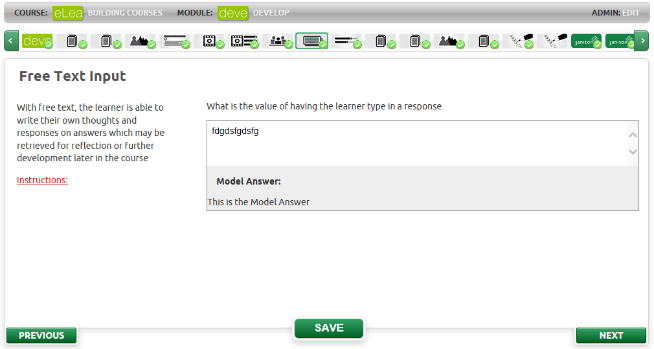 COURSE: eLea BUILDING COURSES MODULE: deve DEVELOP ADMIN: EDIT
deve
Free Text Input
With free text, the learner is able to
write their own thoughts and
responses on answers which may be
retrieved for reflection or further
development later in the course
Instructions:
What is the value of having the learner type in a response
fdgdsfgdsfg
Model Answer:
This is the Model Answer
PREVIOUS
SAVE
NEXT